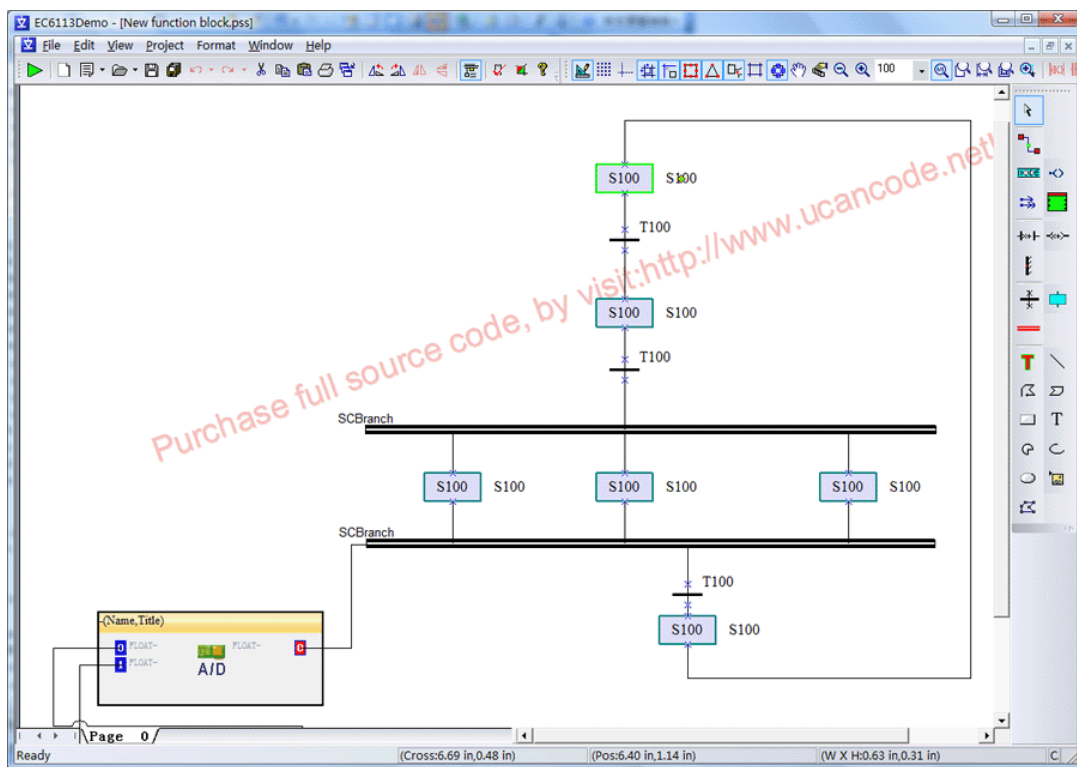 EC6113Demo - [New function block.pss]
File Edit View Project Format Window Help
100
S100 S100
T100
S100 S100
T100
SCBranch
S100 S100 S100 S100 S100 S100
SCBranch
T100
S100 S100
Purchase full source code, by visit:http://www.ucancode.net!
(Name,Title)
0 FLOAT~ FLOAT~ 0
1 FLOAT~
A/D
Page 0
Ready (Cross:6.69 in,0.48 in) (Pos:6.40 in,1.14 in) (W X H:0.63 in,0.31 in) C